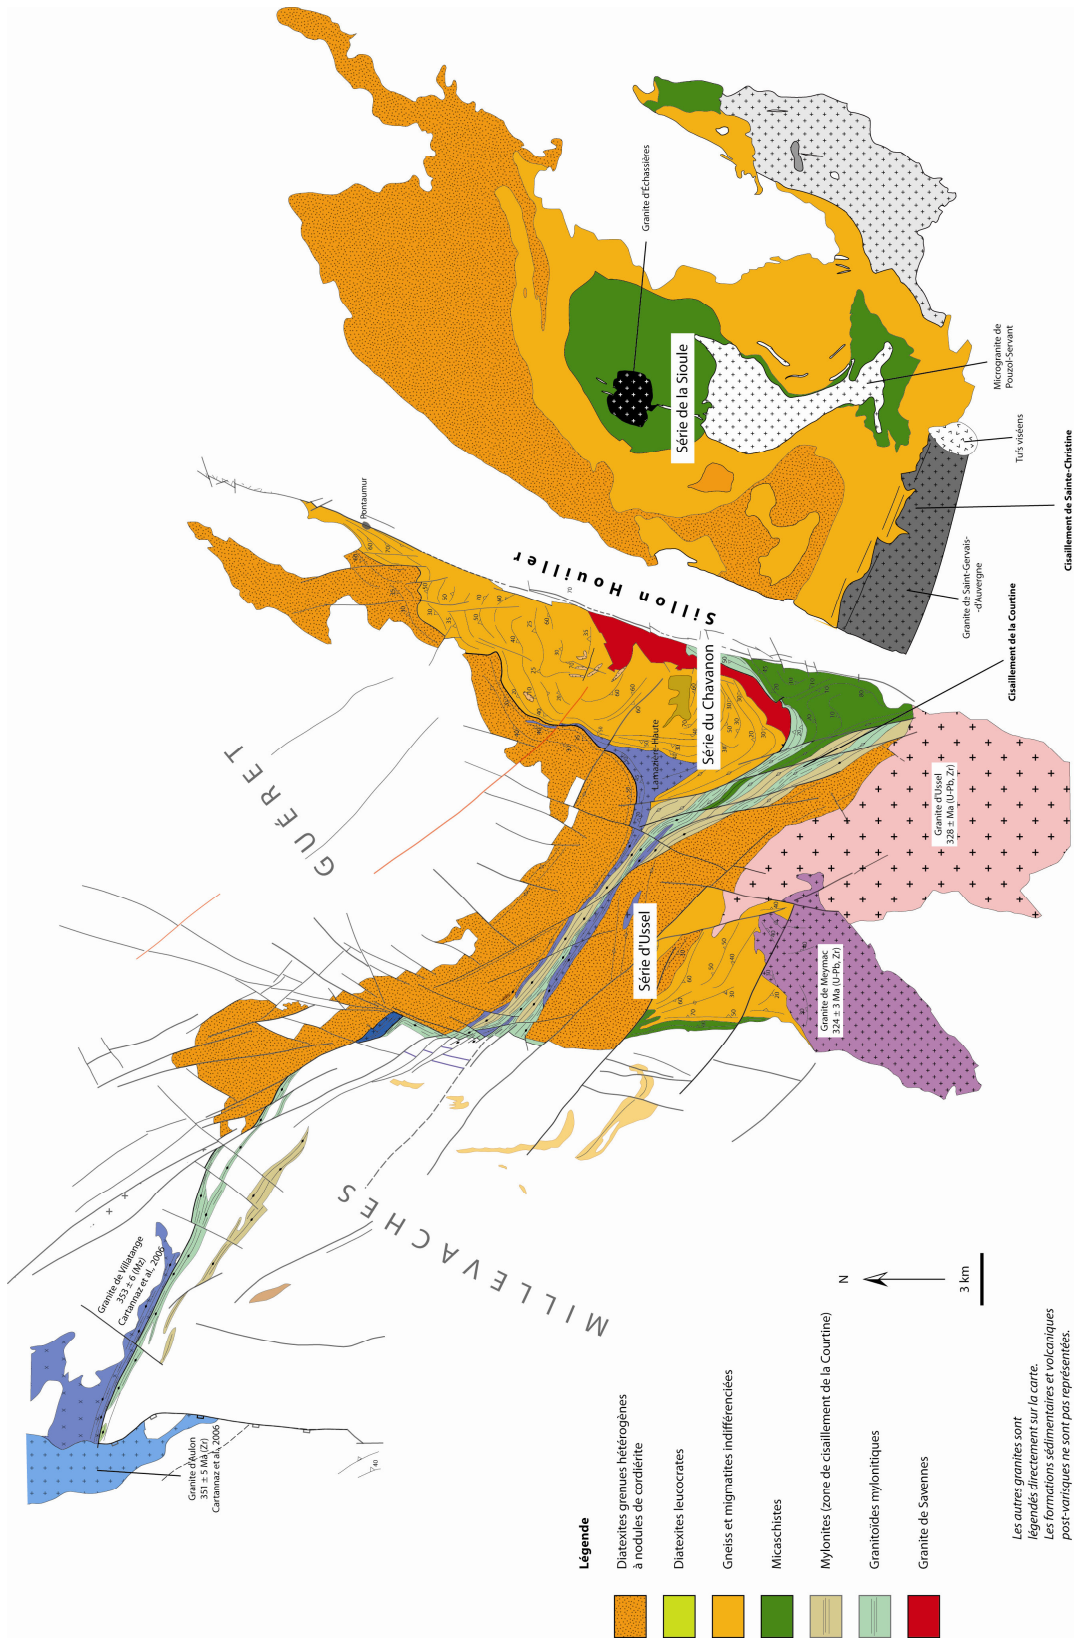 Granite d'Échassières
Série de la Sioule
Microgranite de
Pouzol-Servant
Tufs viséens
Cisaillement de Sainte-Christine
Granite de Saint-Gervais-
-d'Auvergne
Pontaumur
Sillon Houiller
Cisaillement de la Courtine
Série du Chavanon
Lamazière-Haute
GUÉRET
Granite d'Ussel
328 ± Ma (U-Pb, Zr)
Série d'Ussel
Granite de Meymac
324 ± 3 Ma (U-Pb, Zr)
MILLEVACHES
Granite de Villatange
353 ± 6 (Mz)
Cartannaz et al., 2006
Granite d'Aulon
351 ± 5 Ma (Zr)
Cartannaz et al., 2006
N
3 km
Légende
Diatexites grenues hétérogènes
à nodules de cordiérite
Diatexites leucocrates
Gneiss et migmatites indifférenciées
Micaschistes
Mylonites (zone de cisaillement de la Courtine)
Granitoïdes mylonitiques
Granite de Savennes
Les autres granites sont
légendés directement sur la carte.
Les formations sédimentaires et volcaniques
post-varisques ne sont pas représentées.